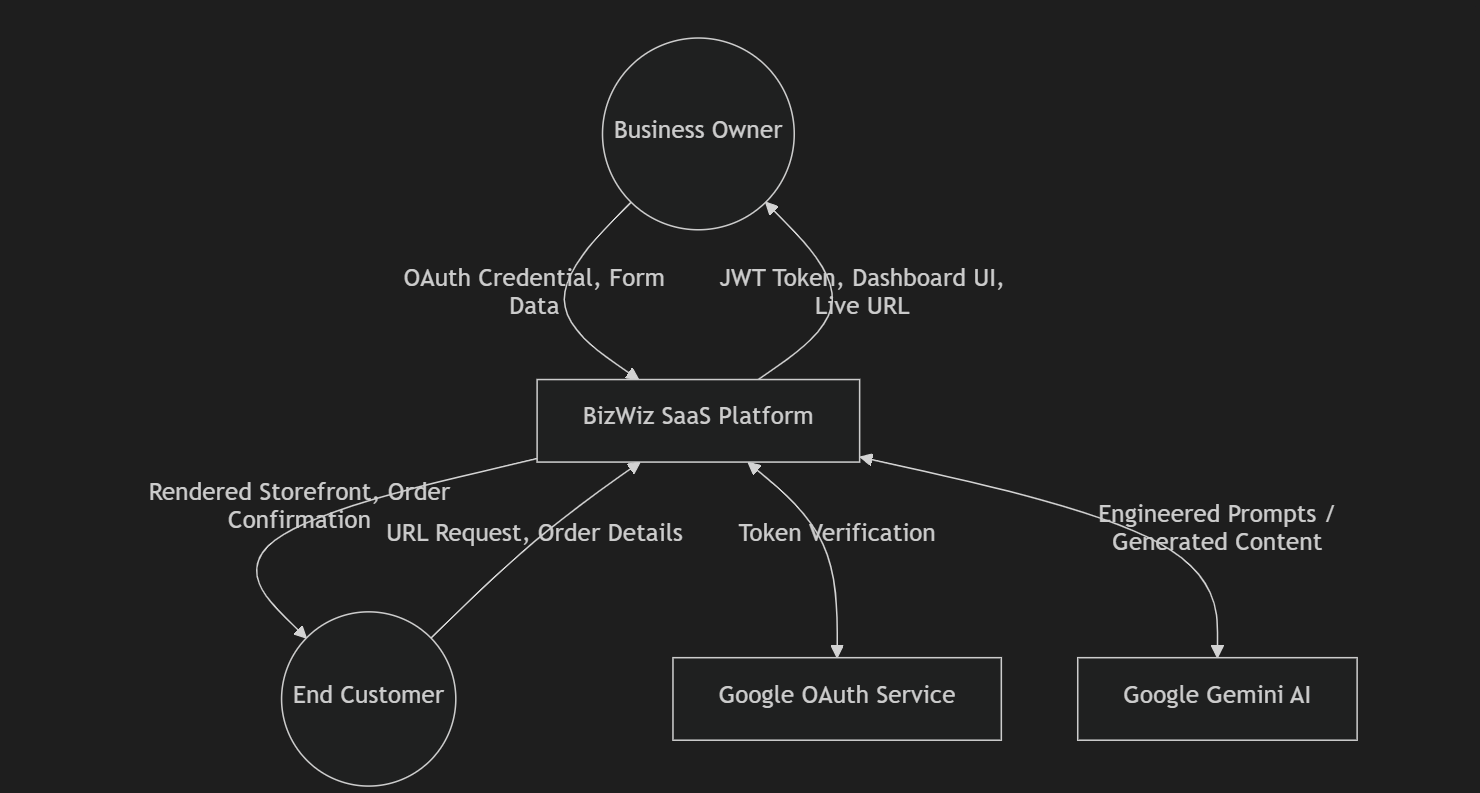 Business Owner
OAuth Credential, Form
Data
JWT Token, Dashboard UI,
Live URL
BizWiz SaaS Platform
Rendered Storefront, Order
Confirmation
URL Request, Order Details
Token Verification
Engineered Prompts /
Generated Content
End Customer
Google OAuth Service
Google Gemini AI